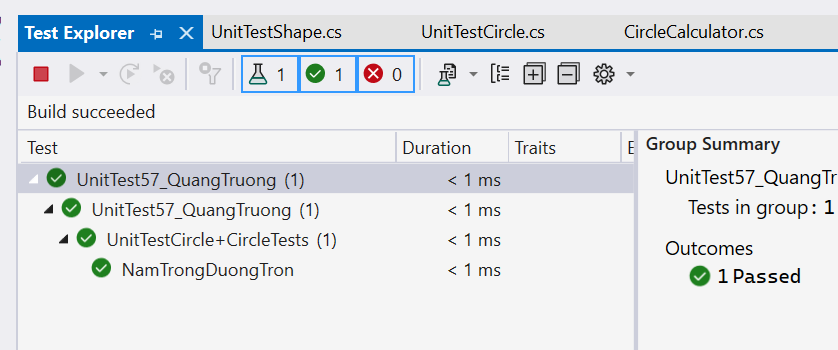 Test Explorer UnitTestShape.cs UnitTestCircle.cs CircleCalculator.cs
1 1 0
Build succeeded
Test Duration Traits E
Group Summary
UnitTest57_QuangTruong (1) < 1 ms
UnitTest57_QuangTr
UnitTest57_QuangTruong (1) < 1 ms
Tests in group: 1
UnitTestCircle+CircleTests (1) < 1 ms
Outcomes
NamTrongDuongTron < 1 ms
1 Passed